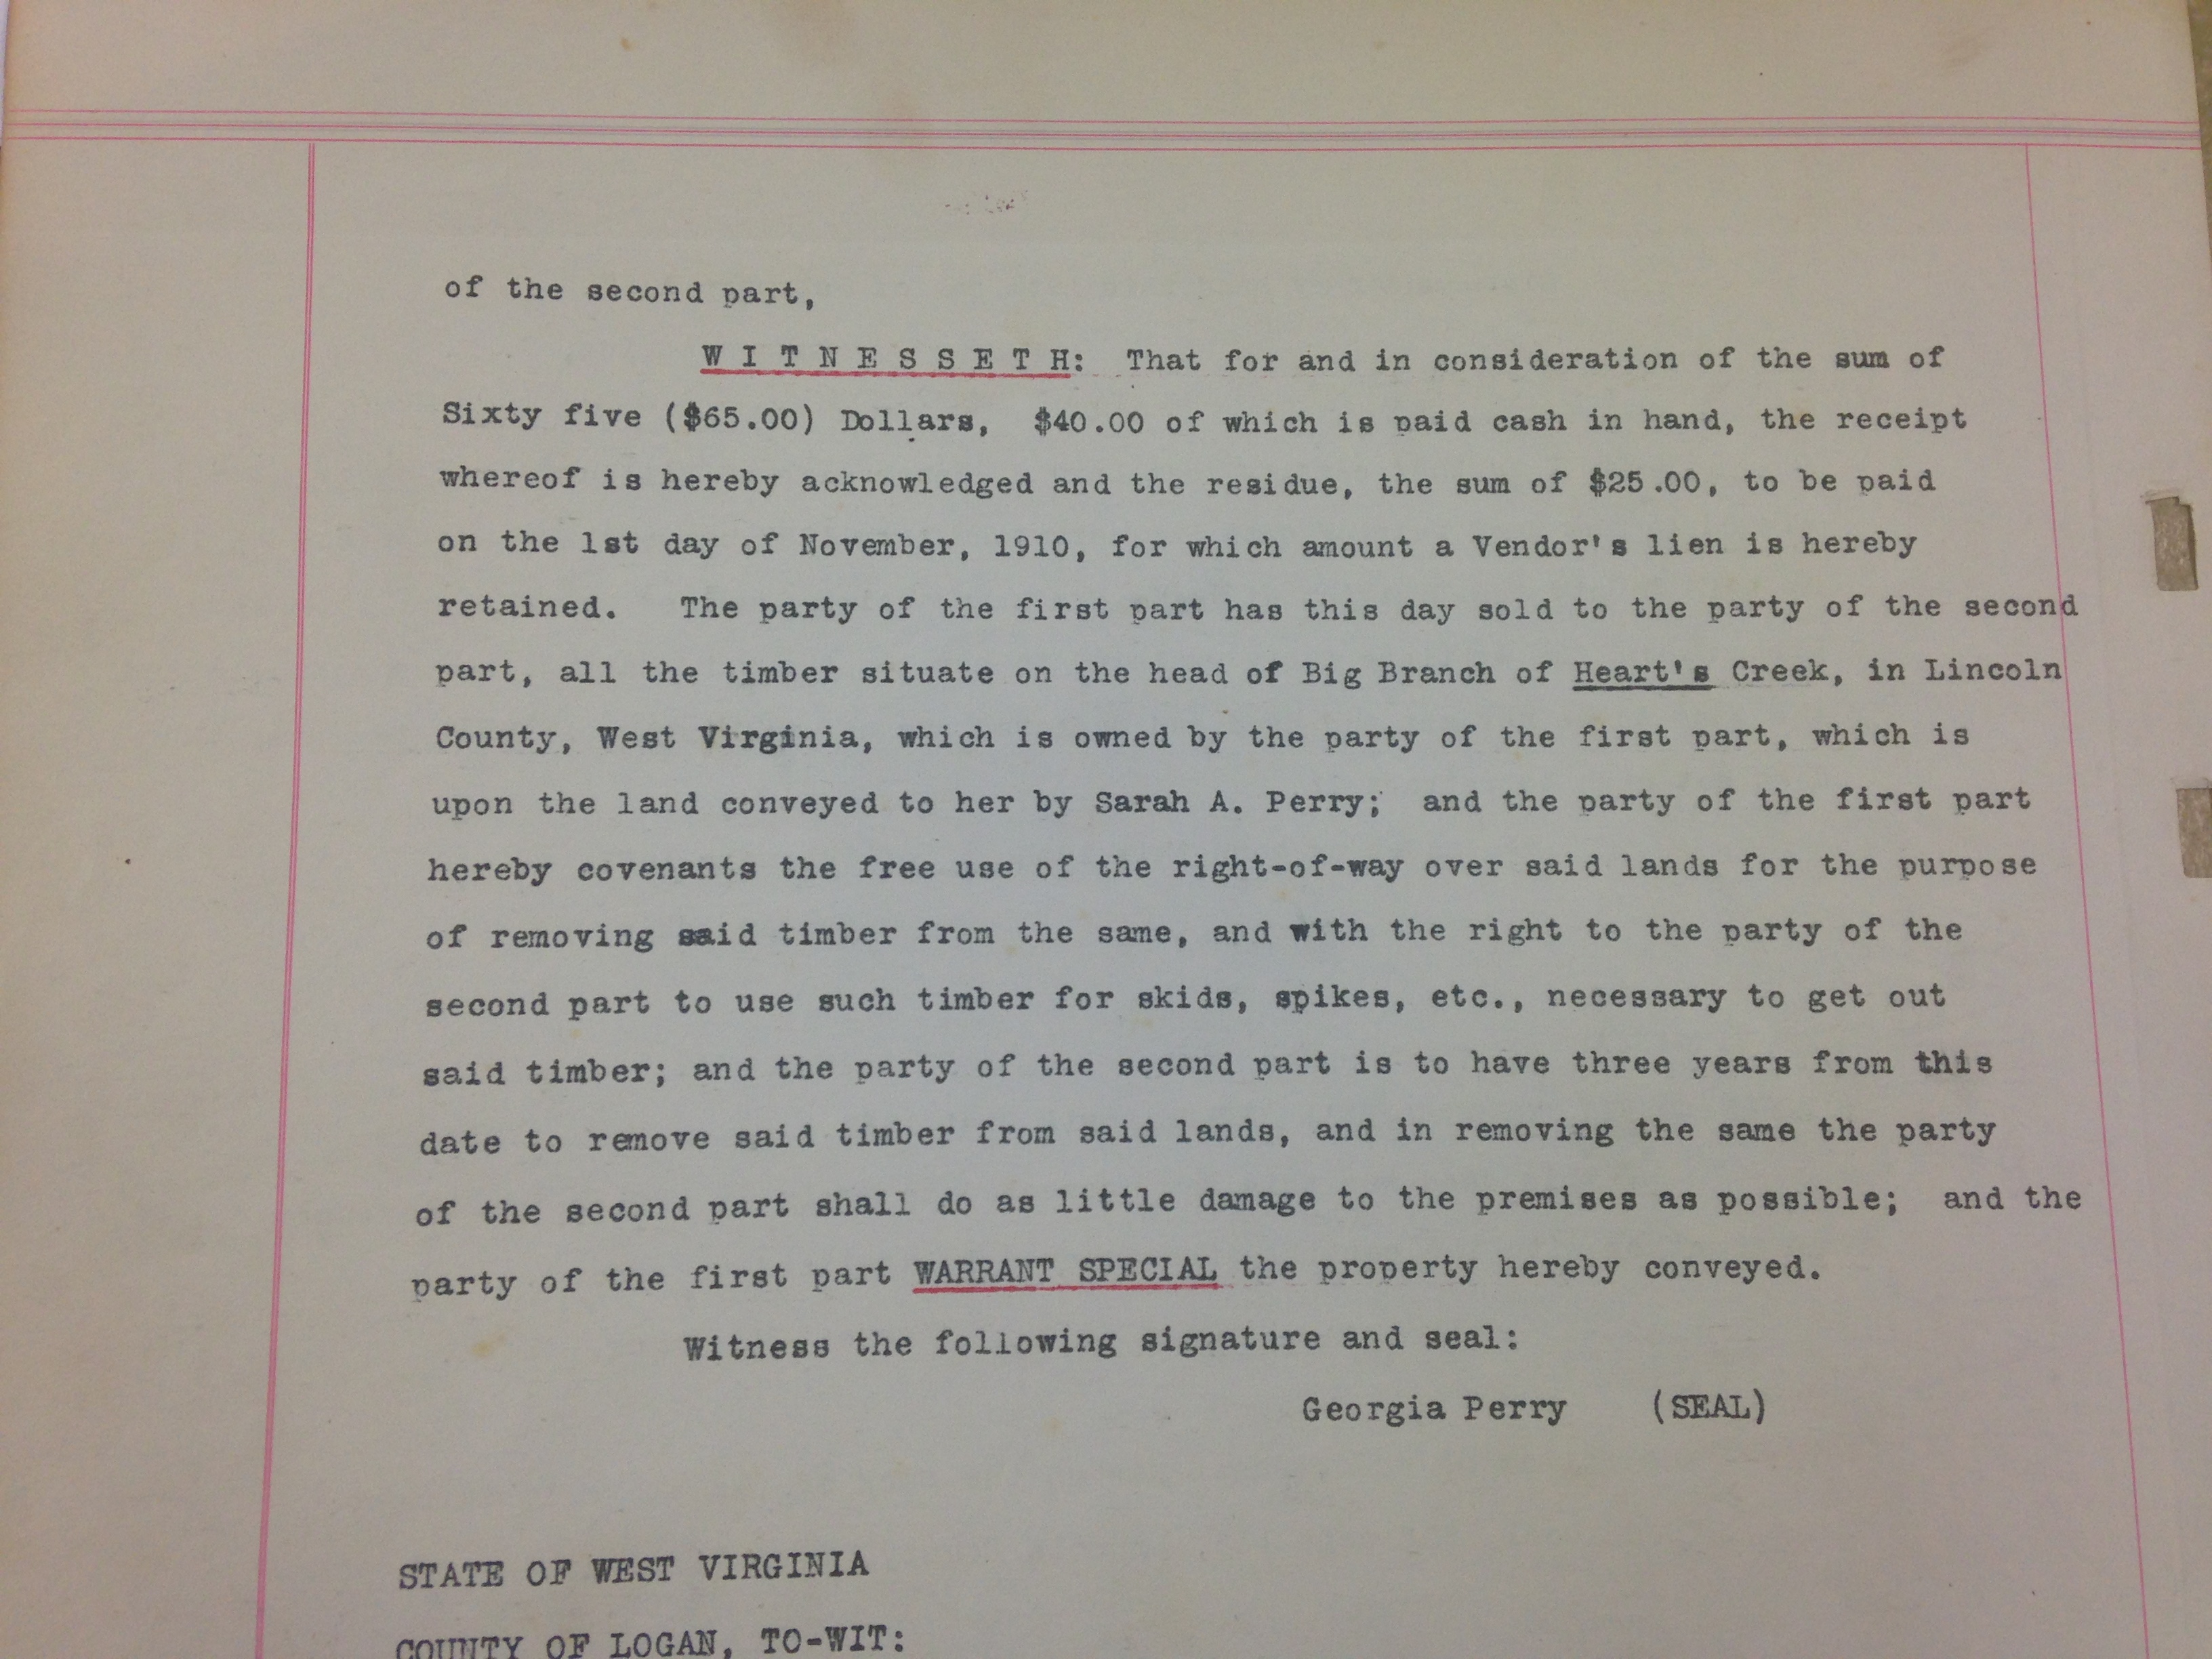 of the second part,
W I T N E S S E T H: That for and in consideration of the sum of
Sixty five ($65.00) Dollars, $40.00 of which is paid cash in hand, the receipt
whereof is hereby acknowledged and the residue, the sum of $25.00, to be paid
on the 1st day of November, 1910, for which amount a Vendor's lien is hereby
retained. The party of the first part has this day sold to the party of the second
part, all the timber situate on the head of Big Branch of Heart's Creek, in Lincoln
County, West Virginia, which is owned by the party of the first part, which is
upon the land conveyed to her by Sarah A. Perry; and the party of the first part
hereby covenants the free use of the right-of-way over said lands for the purpose
of removing said timber from the same, and with the right to the party of the
second part to use such timber for skids, spikes, etc., necessary to get out
said timber; and the party of the second part is to have three years from this
date to remove said timber from said lands, and in removing the same the party
of the second part shall do as little damage to the premises as possible; and the
party of the first part WARRANT SPECIAL the property hereby conveyed.
Witness the following signature and seal:
Georgia Perry (SEAL)
STATE OF WEST VIRGINIA
COUNTY OF LOGAN, TO-WIT: